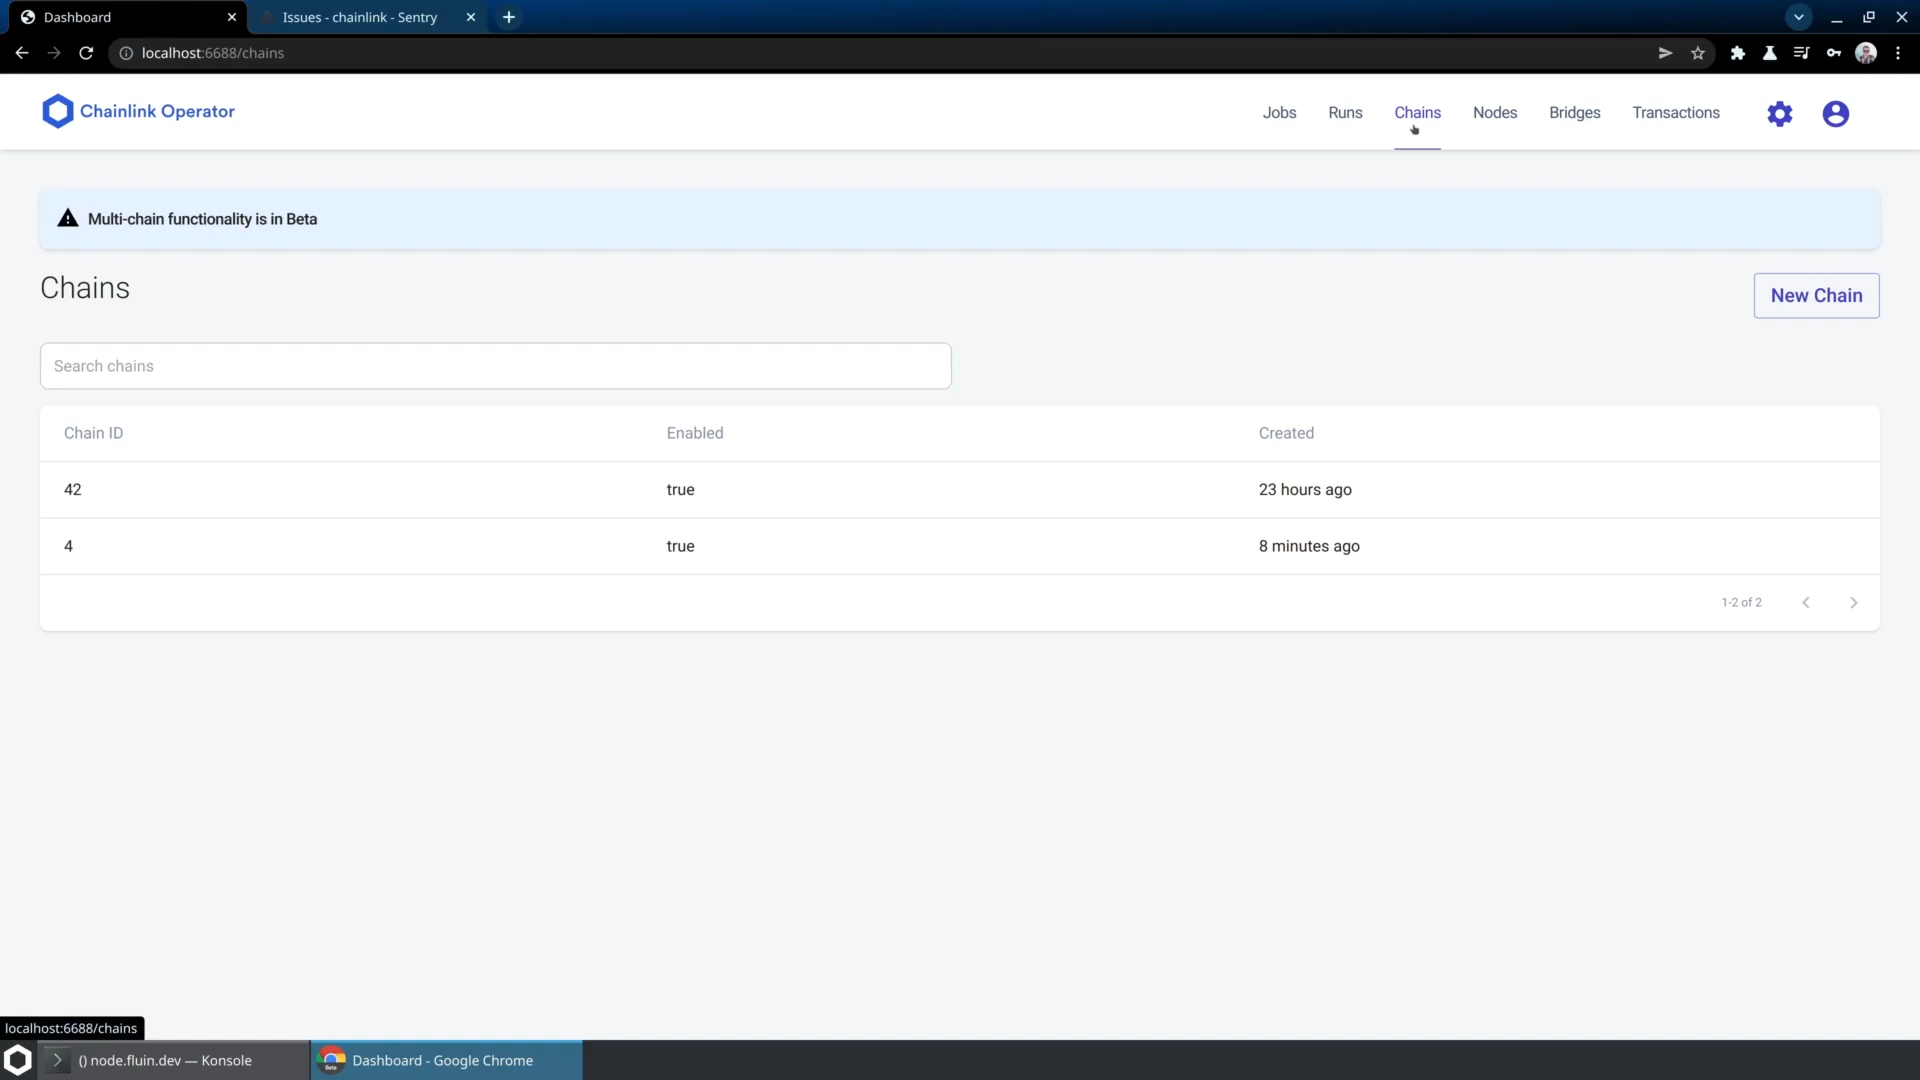 Dashboard
Issues - chainlink - Sentry
localhost:6688/chains
Chainlink Operator
Jobs
Runs
Chains
Nodes
Bridges
Transactions
Multi-chain functionality is in Beta
Chains
New Chain
Search chains
Chain ID Enabled Created
42 true 23 hours ago
4 true 8 minutes ago
1-2 of 2
localhost:6688/chains
() node.fluin.dev — Konsole
Beta
Dashboard - Google Chrome